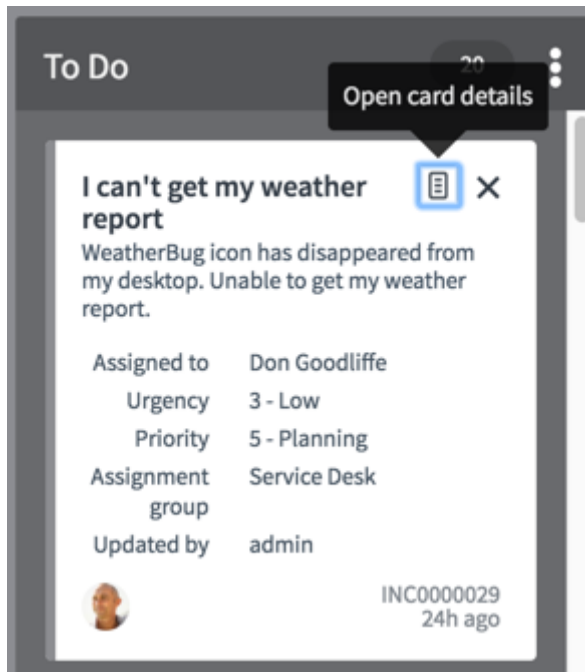 To Do
20
Open card details
I can't get my weather
report
WeatherBug icon has disappeared from
my desktop. Unable to get my weather
report.
Assigned to Don Goodliffe
Urgency 3 - Low
Priority 5 - Planning
Assignment Service Desk
group
Updated by admin
INC0000029
24h ago